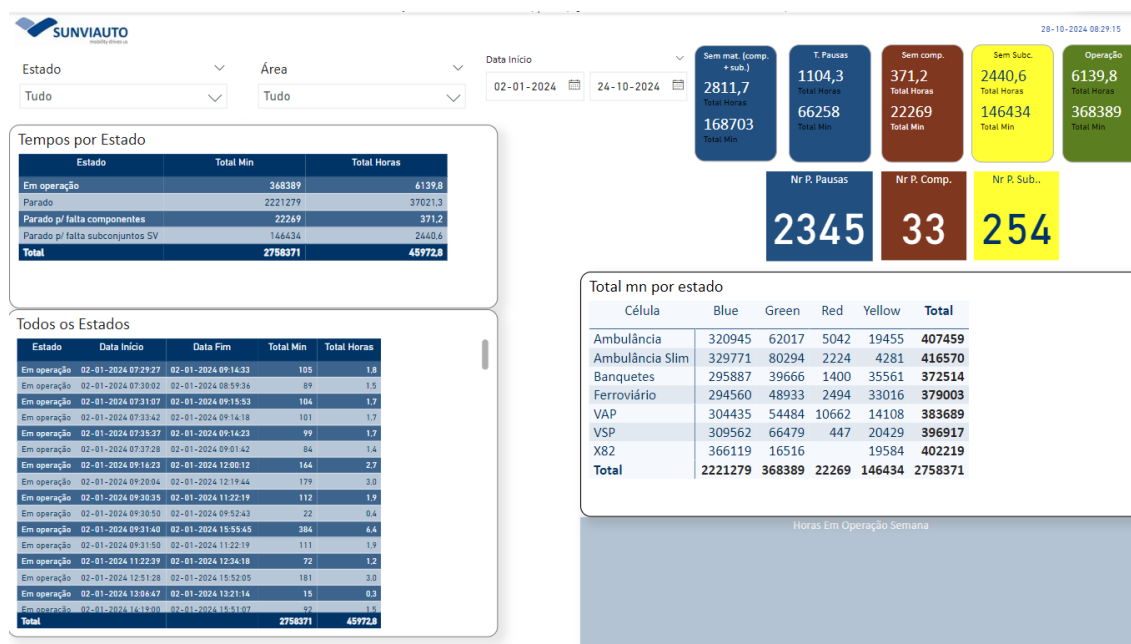 SUNVIAUTO
mobility drives us
28-10-2024 08:29:15
Estado
Tudo
Área
Tudo
Data Início
02-01-2024 24-10-2024
Sem mat. (comp. + sub.)
2811,7
Total Horas
168703
Total Min
T. Pausas
1104,3
Total Horas
66258
Total Min
Sem comp.
371,2
Total Horas
22269
Total Min
Sem Subc.
2440,6
Total Horas
146434
Total Min
Operação
6139,8
Total Horas
368389
Total Min
Nr P. Pausas
2345
Nr P. Comp.
33
Nr P. Sub..
254
Tempos por Estado
Estado Total Min Total Horas
Em operação 368389 6139,8
Parado 2221279 37021,3
Parado p/ falta componentes 22269 371,2
Parado p/ falta subconjuntos SV 146434 2440,6
Total 2758371 45972,8
Todos os Estados
Estado Data Início Data Fim Total Min Total Horas
Em operação 02-01-2024 07:29:27 02-01-2024 09:14:33 105 1,8
Em operação 02-01-2024 07:30:02 02-01-2024 08:59:36 89 1,5
Em operação 02-01-2024 07:31:07 02-01-2024 09:15:53 104 1,7
Em operação 02-01-2024 07:33:42 02-01-2024 09:14:18 101 1,7
Em operação 02-01-2024 07:35:37 02-01-2024 09:14:23 99 1,7
Em operação 02-01-2024 07:37:28 02-01-2024 09:01:42 84 1,4
Em operação 02-01-2024 09:16:23 02-01-2024 12:00:12 164 2,7
Em operação 02-01-2024 09:20:04 02-01-2024 12:19:44 179 3,0
Em operação 02-01-2024 09:30:35 02-01-2024 11:22:19 112 1,9
Em operação 02-01-2024 09:30:50 02-01-2024 09:52:43 22 0,4
Em operação 02-01-2024 09:31:40 02-01-2024 15:55:45 384 6,4
Em operação 02-01-2024 09:31:50 02-01-2024 11:22:19 111 1,9
Em operação 02-01-2024 11:22:39 02-01-2024 12:34:18 72 1,2
Em operação 02-01-2024 12:51:28 02-01-2024 15:52:05 181 3,0
Em operação 02-01-2024 13:06:47 02-01-2024 13:21:14 15 0,3
Em operação 02-01-2024 14:19:00 02-01-2024 15:51:07 92 1,5
Total 2758371 45972,8
Total mn por estado
Célula Blue Green Red Yellow Total
Ambulância 320945 62017 5042 19455 407459
Ambulância Slim 329771 80294 2224 4281 416570
Banquetes 295887 39666 1400 35561 372514
Ferroviário 294560 48933 2494 33016 379003
VAP 304435 54484 10662 14108 383689
VSP 309562 66479 447 20429 396917
X82 366119 16516 19584 402219
Total 2221279 368389 22269 146434 2758371
Horas Em Operação Semana